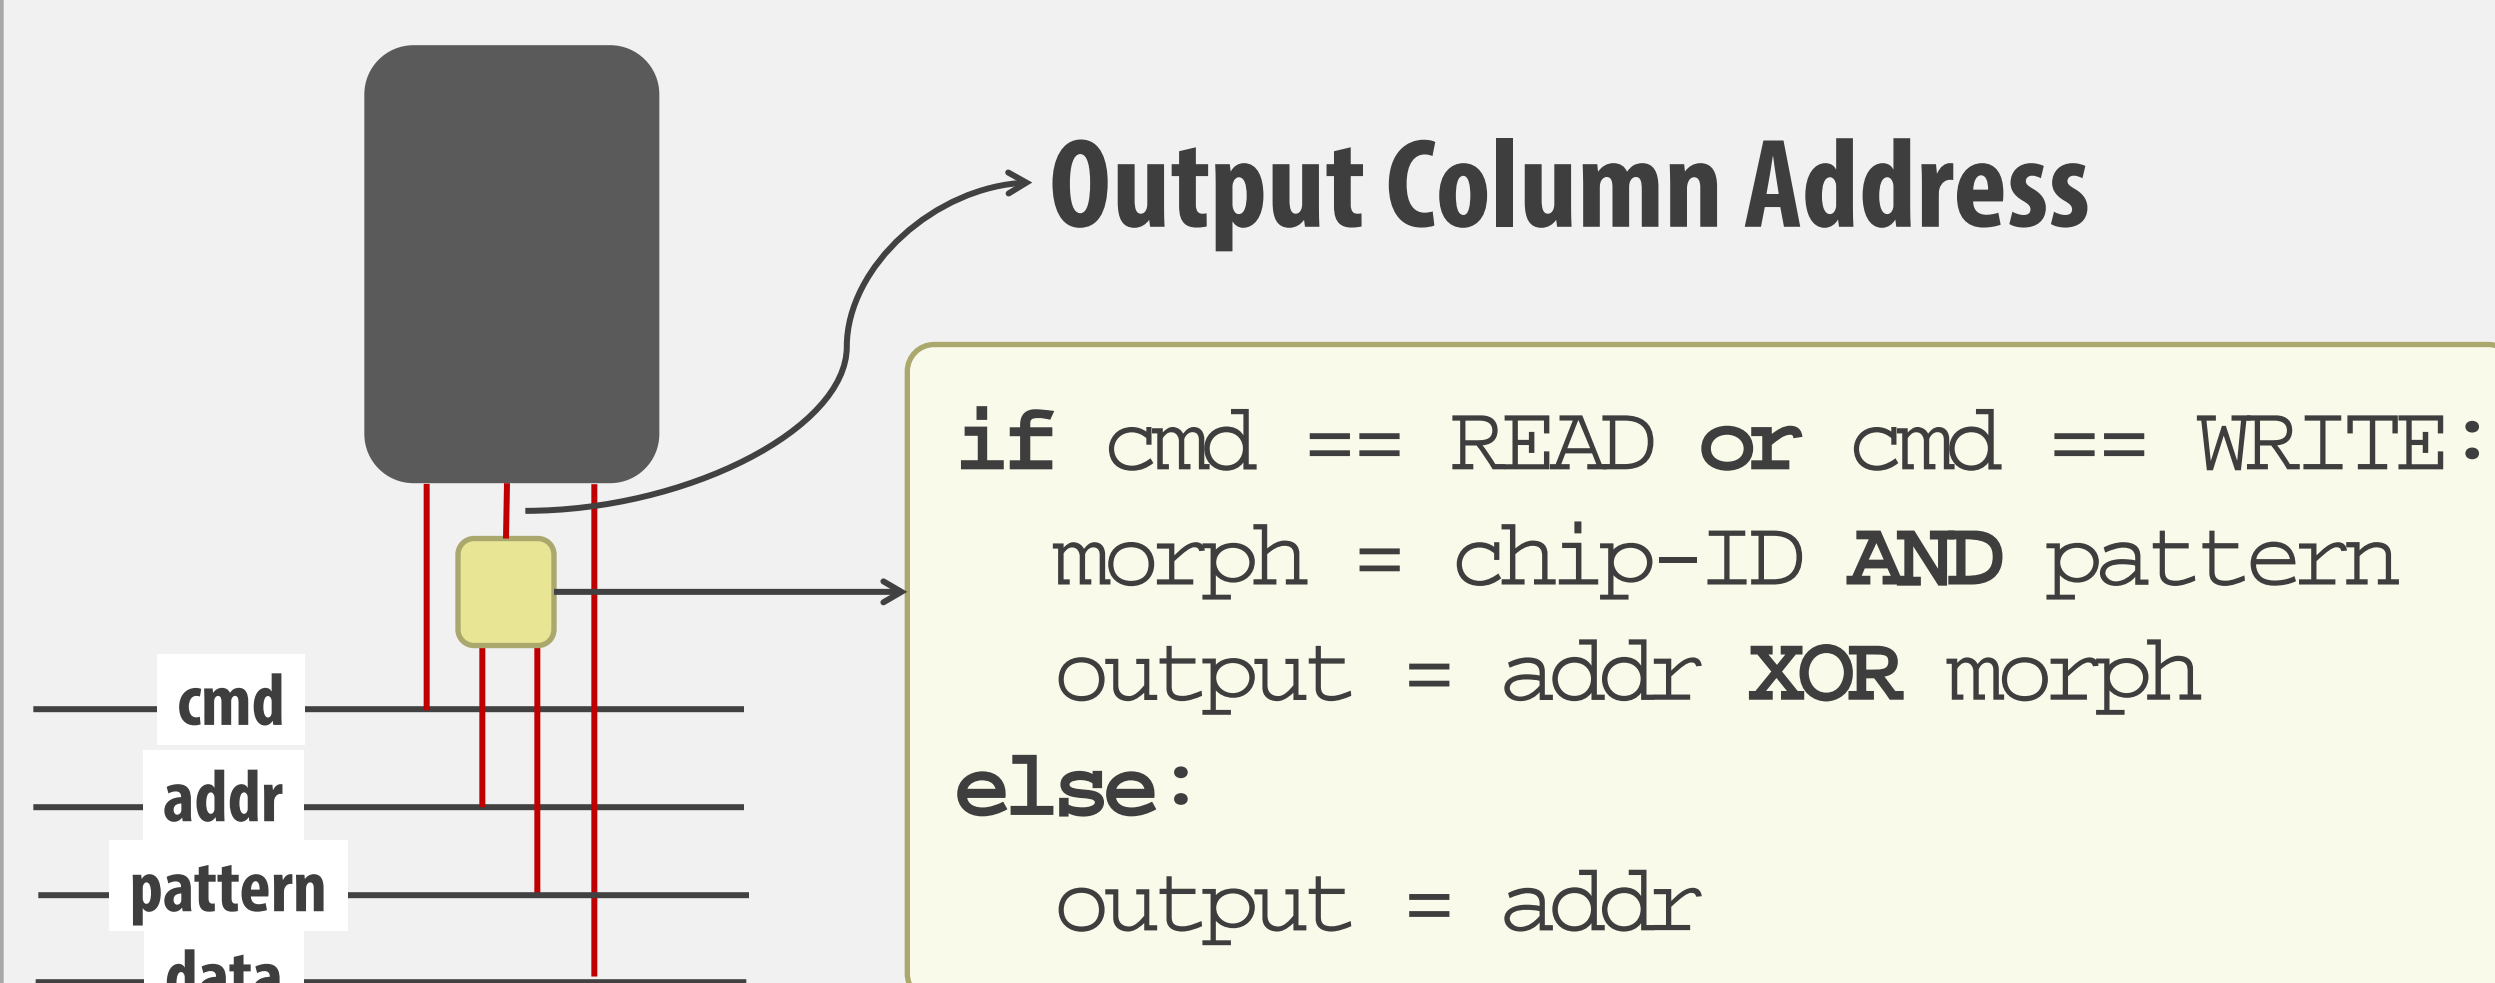 Output Column Address
if cmd == READ or cmd == WRITE:
morph = chip-ID AND pattern
output = addr XOR morph
else:
output = addr
cmd
addr
pattern
data